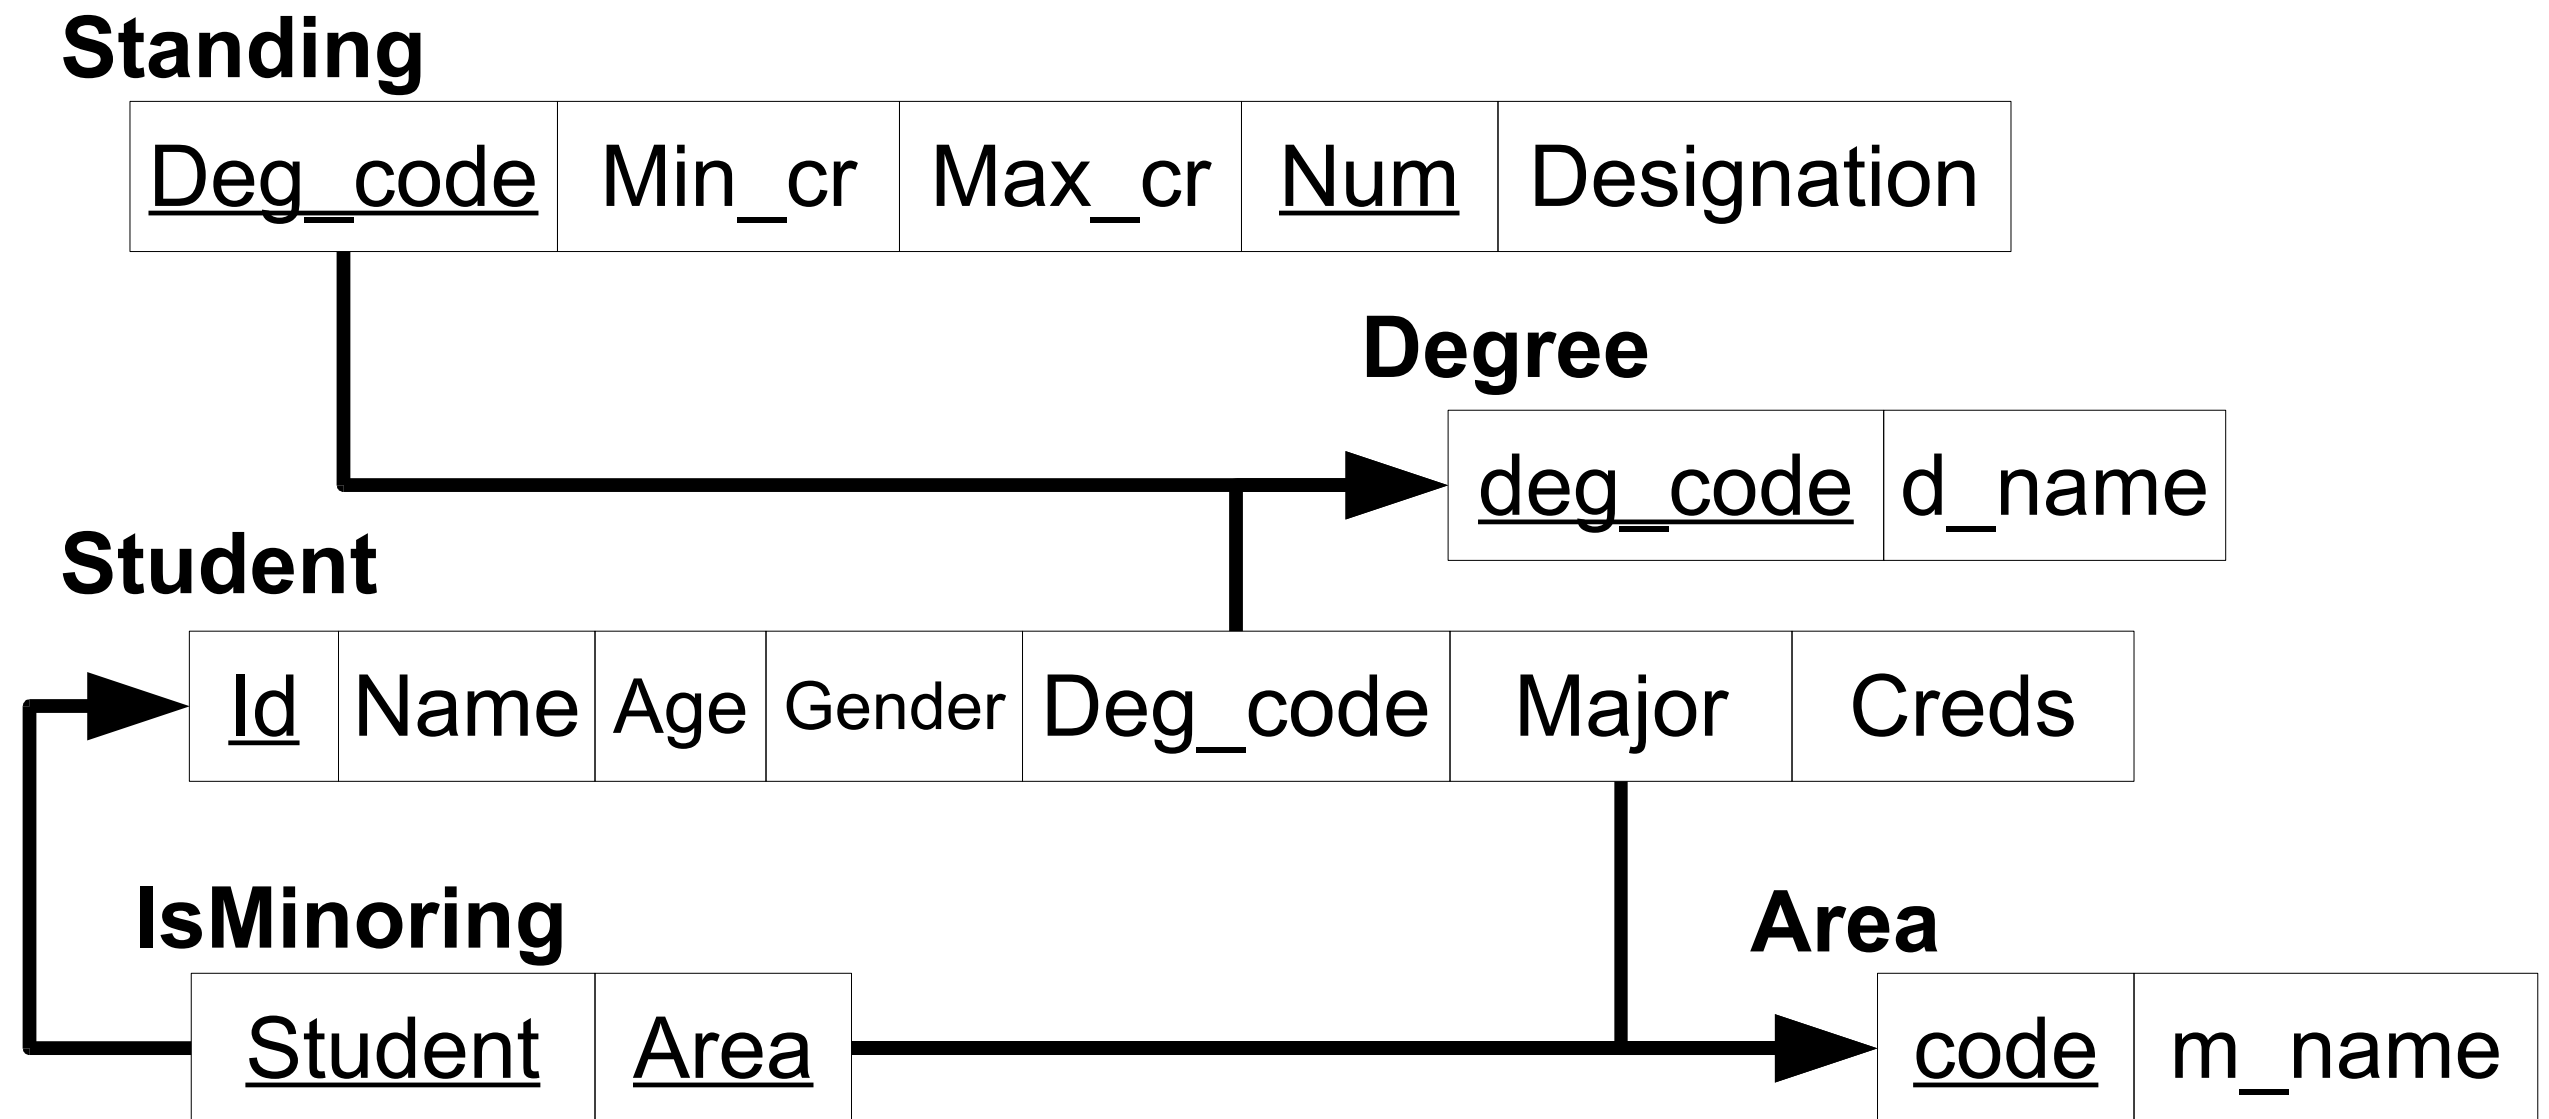 Standing
Deg_code Min_cr Max_cr Num Designation
Degree
deg_code d_name
Student
Id Name Age Gender Deg_code Major Creds
IsMinoring
Area
Student Area
code m_name